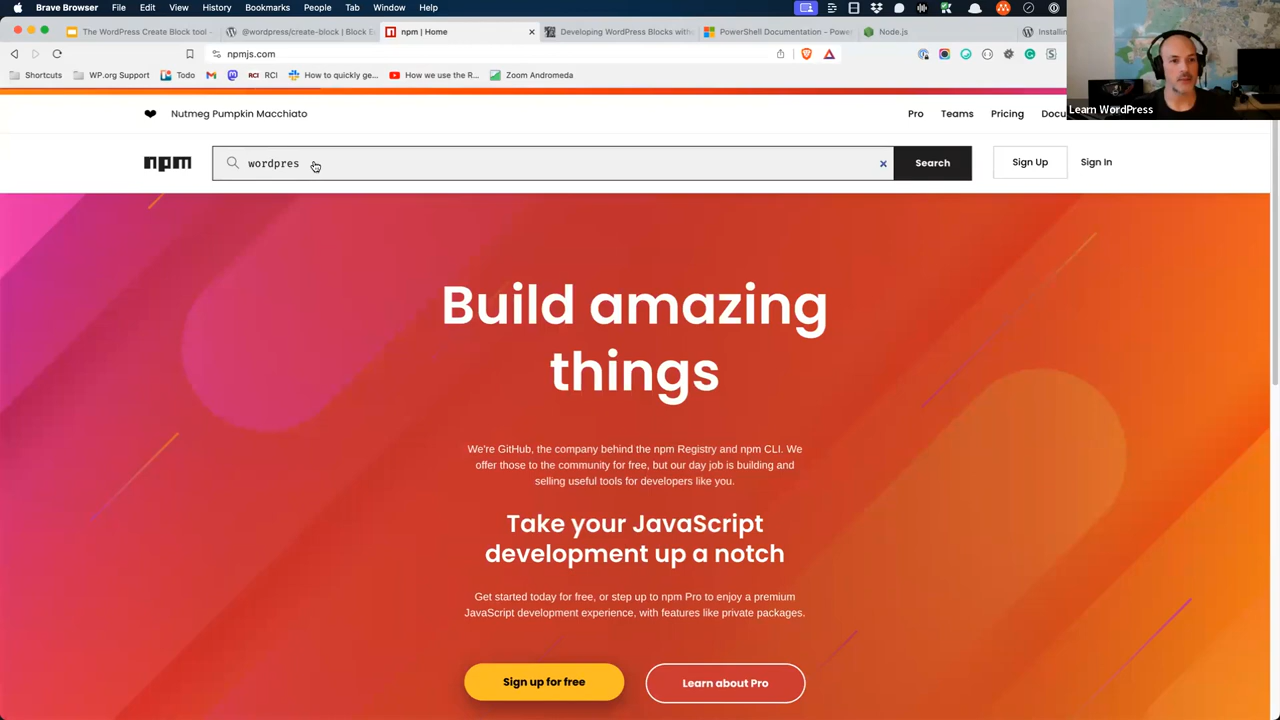 Brave Browser File Edit View History Bookmarks People Tab Window Help
The WordPress Create Block tool -
@wordpress/create-block | Block E
npm | Home
Developing WordPress Blocks with
PowerShell Documentation - Power
Node.js
Installin
npmjs.com
Shortcuts WP.org Support Todo RCI RCI How to quickly ge... How we use the R... Zoom Andromeda
Learn WordPress
Nutmeg Pumpkin Macchiato
Pro Teams Pricing Docu
npm
wordpres
Search
Sign Up
Sign In
Build amazing
things
We're GitHub, the company behind the npm Registry and npm CLI. We
offer those to the community for free, but our day job is building and
selling useful tools for developers like you.
Take your JavaScript
development up a notch
Get started today for free, or step up to npm Pro to enjoy a premium
JavaScript development experience, with features like private packages.
Sign up for free
Learn about Pro